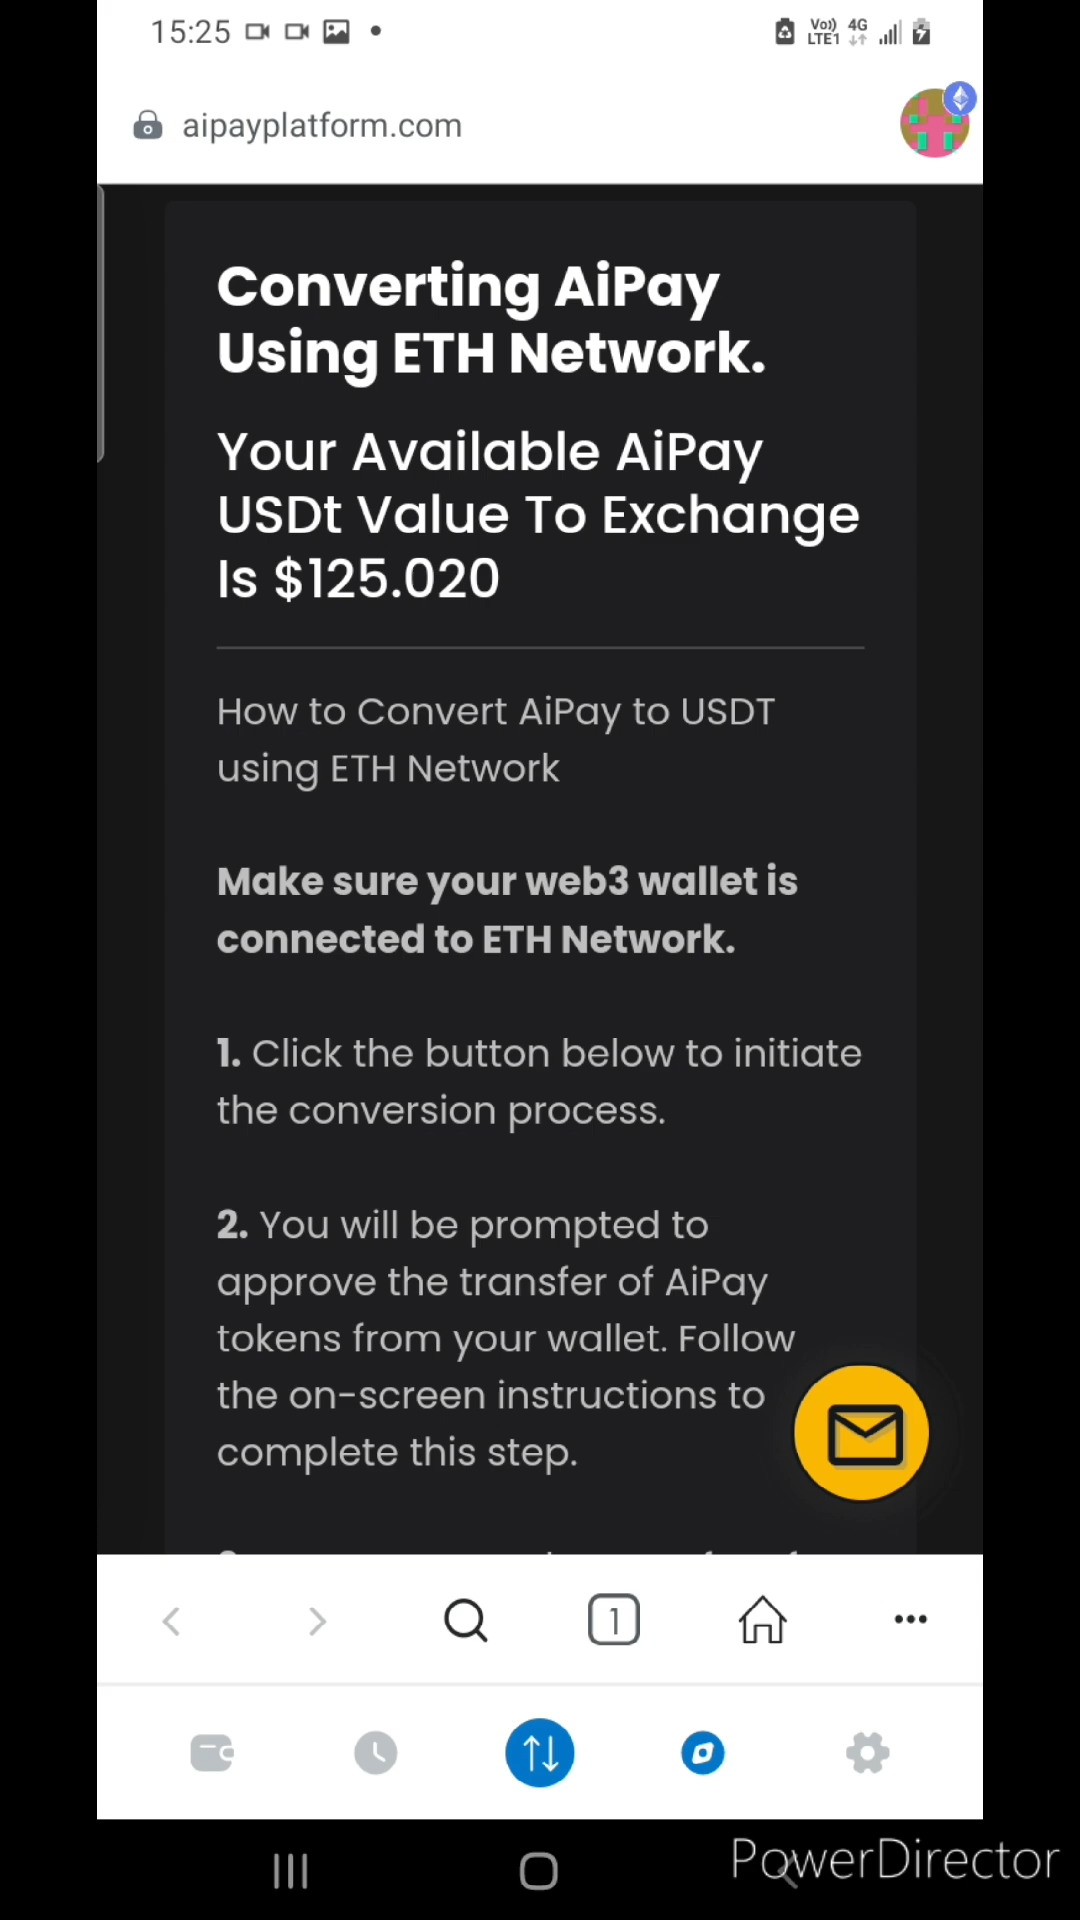 15:25
Vo)) 4G
LTE1
aipayplatform.com
Converting AiPay
Using ETH Network.
Your Available AiPay
USDt Value To Exchange
Is $125.020
How to Convert AiPay to USDT
using ETH Network
Make sure your web3 wallet is
connected to ETH Network.
1. Click the button below to initiate
the conversion process.
2. You will be prompted to
approve the transfer of AiPay
tokens from your wallet. Follow
the on-screen instructions to
complete this step.
1
PowerDirector